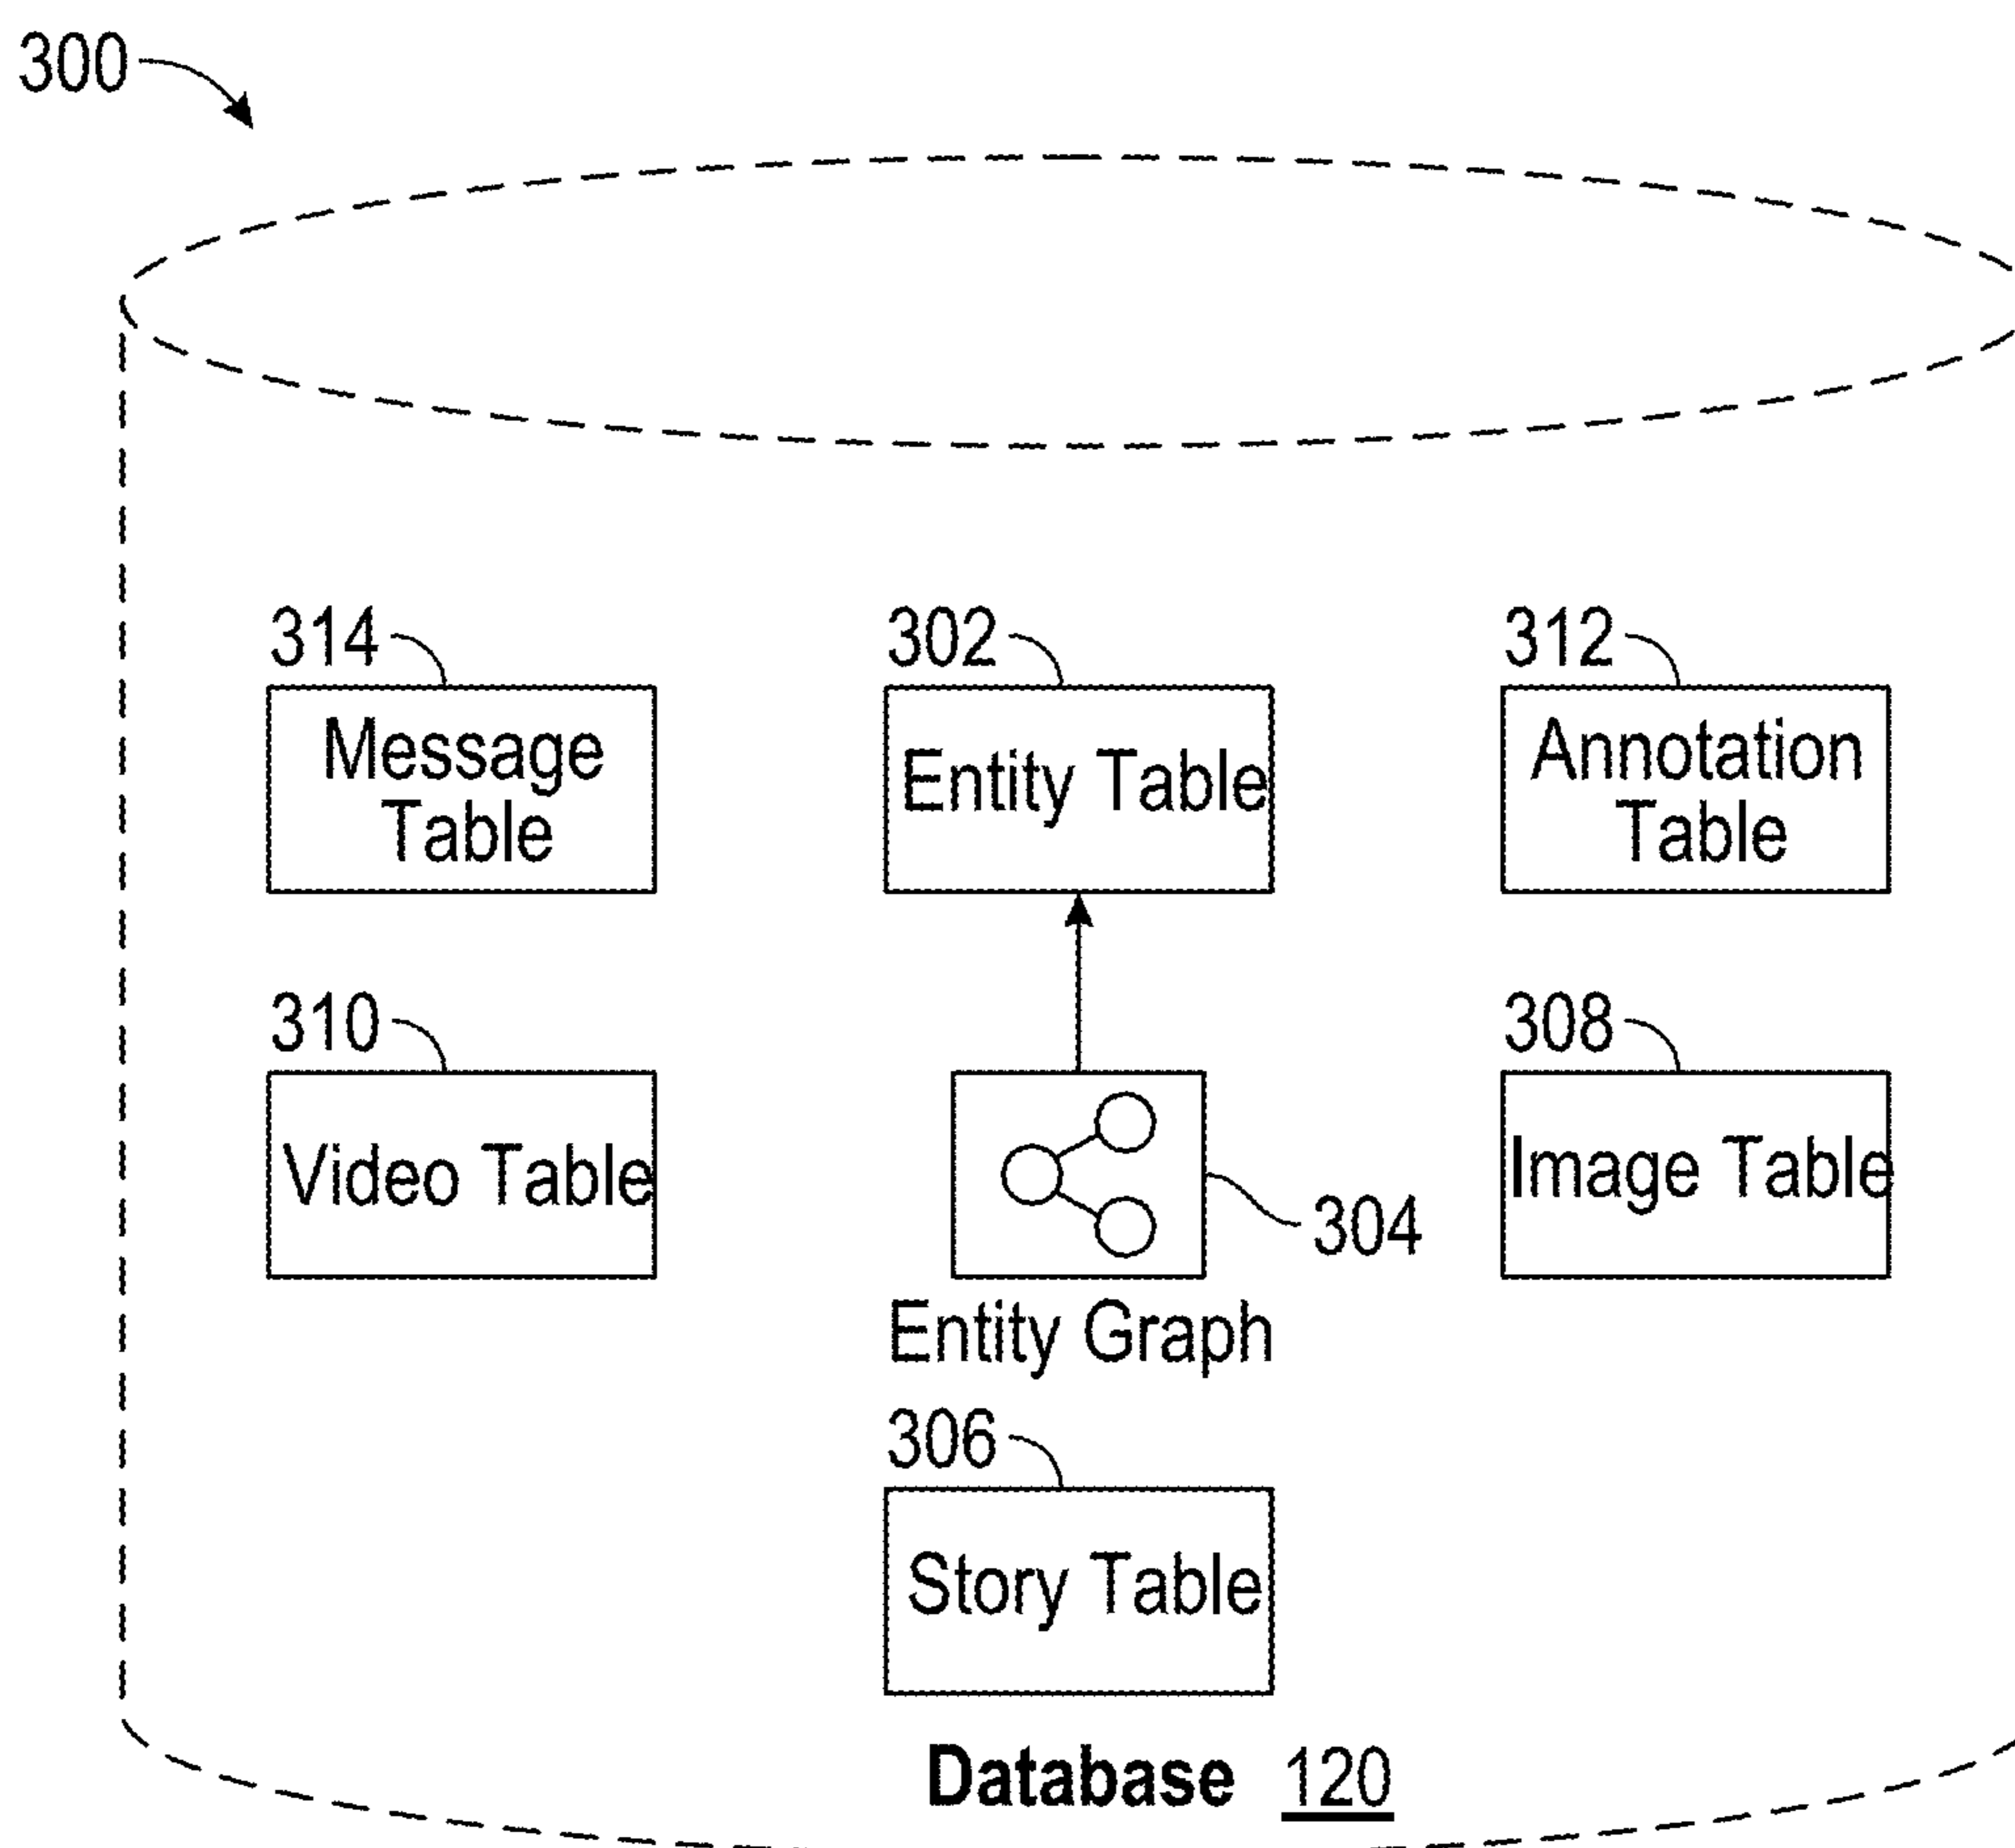 300
314
302
312
Message
Table
Entity Table
Annotation
Table
310
308
Video Table
Image Table
304
Entity Graph
306
Story Table
Database 120